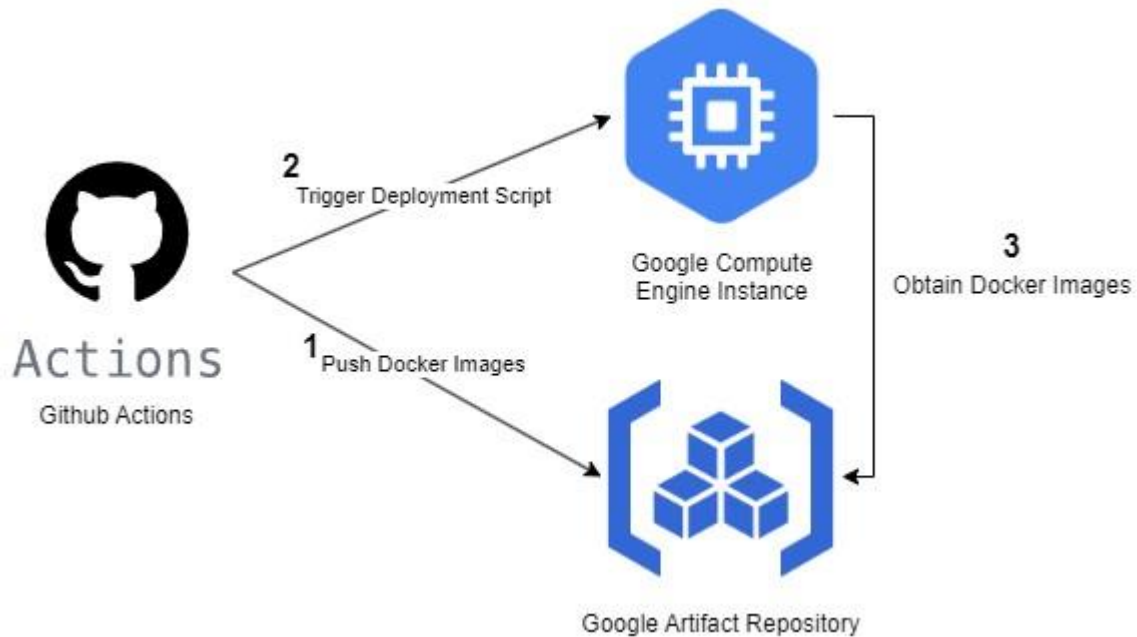 2
Trigger Deployment Script
Google Compute
Engine Instance
3
Obtain Docker Images
1
Push Docker Images
Actions
Github Actions
Google Artifact Repository